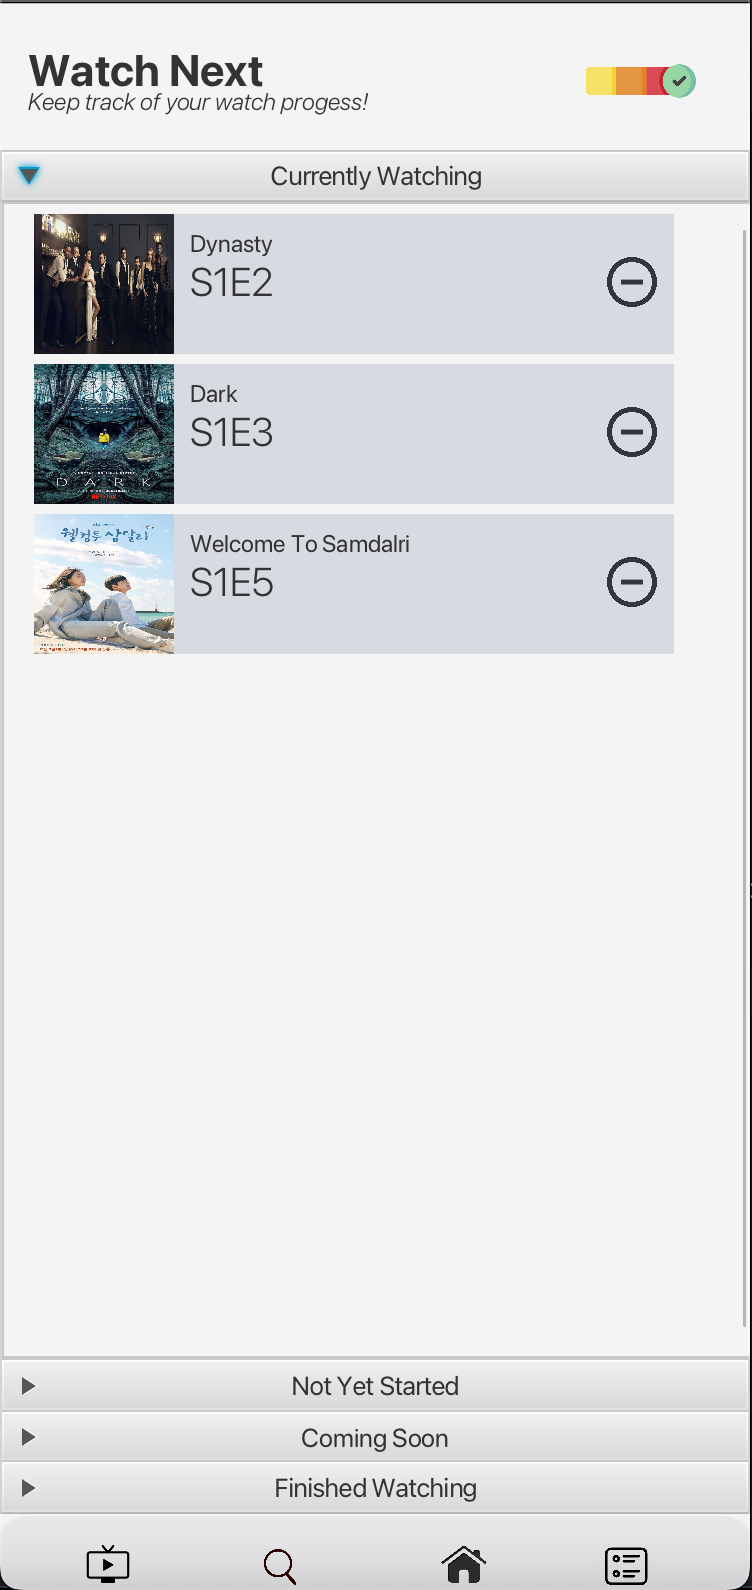 Watch Next
Keep track of your watch progess!
Currently Watching
Dynasty
S1E2
Dark
S1E3
D A R K
NETFLIX
웰컴투 삼달리
Welcome To Samdalri
S1E5
Not Yet Started
Coming Soon
Finished Watching